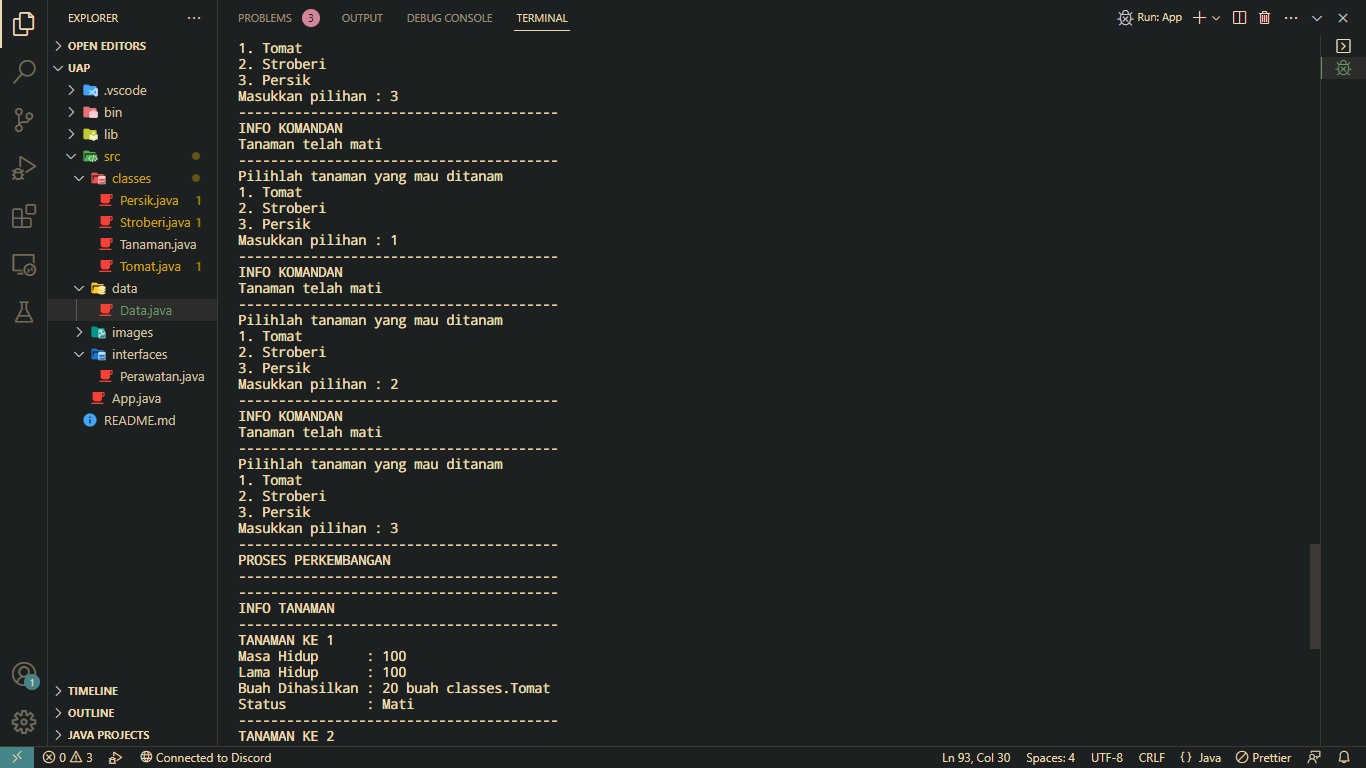 EXPLORER
OPEN EDITORS
UAP
.vscode
bin
lib
src
classes
Persik.java 1
Stroberi.java 1
Tanaman.java
Tomat.java 1
data
Data.java
images
interfaces
Perawatan.java
App.java
README.md
TIMELINE
OUTLINE
JAVA PROJECTS
1
PROBLEMS 3 OUTPUT DEBUG CONSOLE TERMINAL
Run: App
1. Tomat
2. Stroberi
3. Persik
Masukkan pilihan : 3
----------------------------------------
INFO KOMANDAN
Tanaman telah mati
----------------------------------------
Pilihlah tanaman yang mau ditanam
1. Tomat
2. Stroberi
3. Persik
Masukkan pilihan : 1
----------------------------------------
INFO KOMANDAN
Tanaman telah mati
----------------------------------------
Pilihlah tanaman yang mau ditanam
1. Tomat
2. Stroberi
3. Persik
Masukkan pilihan : 2
----------------------------------------
INFO KOMANDAN
Tanaman telah mati
----------------------------------------
Pilihlah tanaman yang mau ditanam
1. Tomat
2. Stroberi
3. Persik
Masukkan pilihan : 3
----------------------------------------
PROSES PERKEMBANGAN
----------------------------------------
----------------------------------------
INFO TANAMAN
----------------------------------------
TANAMAN KE 1
Masa Hidup      : 100
Lama Hidup      : 100
Buah Dihasilkan : 20 buah classes.Tomat
Status          : Mati
----------------------------------------
TANAMAN KE 2
0 3 Connected to Discord Ln 93, Col 30 Spaces: 4 UTF-8 CRLF {} Java Prettier